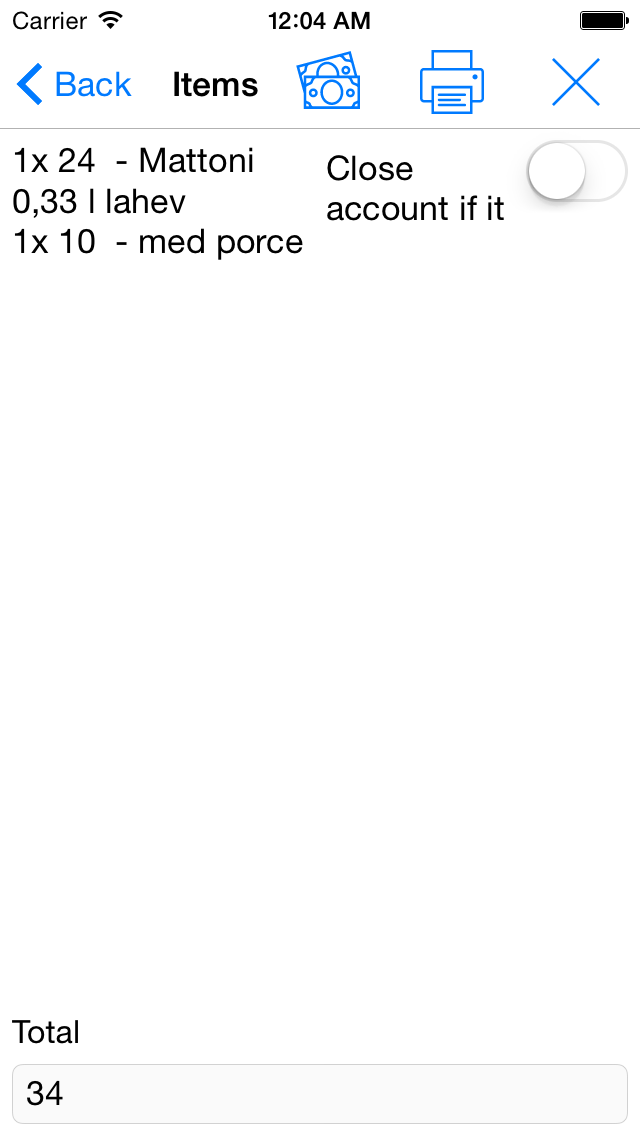 Carrier 12:04 AM
Back Items
1x 24 - Mattoni
0,33 l lahev
1x 10 - med porce
Close
account if it
Total
34